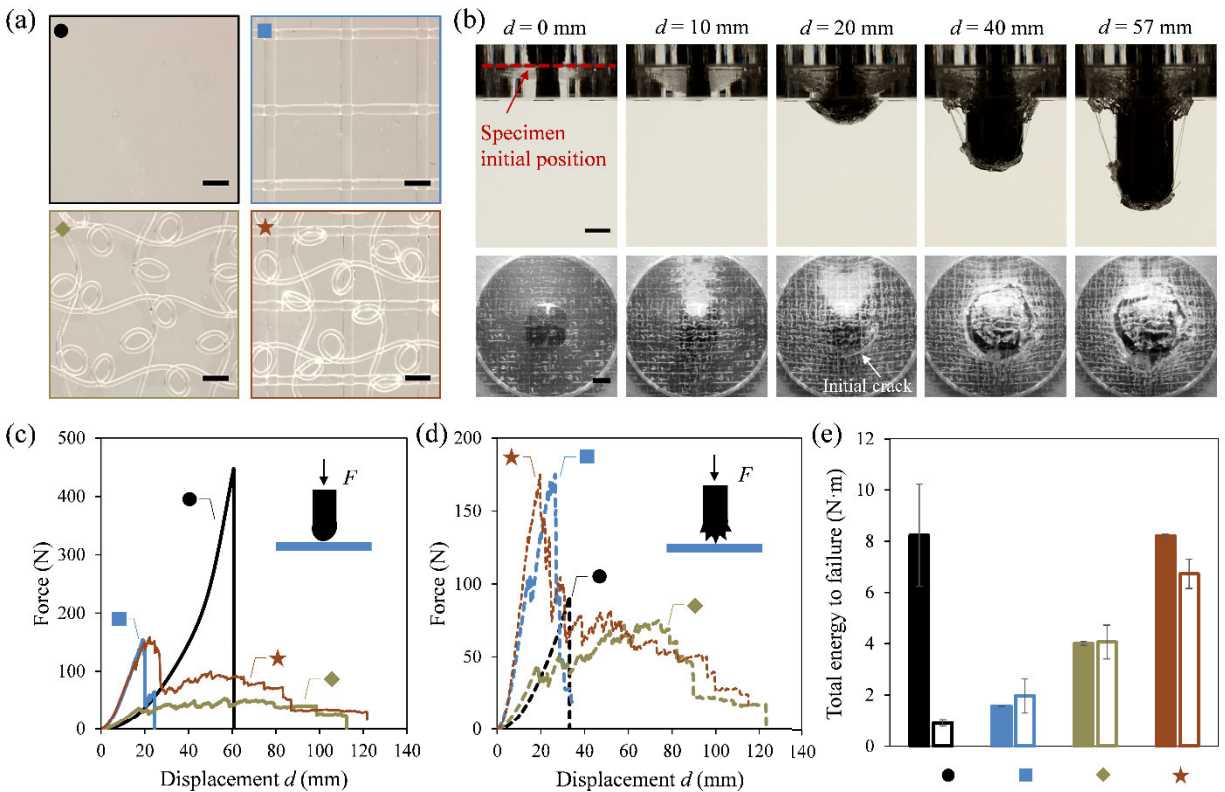 (a)
(b)
d = 0 mm
d = 10 mm
d = 20 mm
d = 40 mm
d = 57 mm
Specimen
initial position
Initial crack
(c)
500
400
300
200
100
0
0 20 40 60 80 100 120 140
Force (N)
Displacement d (mm)
F
(d)
200
150
100
50
0
0 20 40 60 80 100 120 140
Force (N)
Displacement d (mm)
F
(e)
12
10
8
6
4
2
0
Total energy to failure (N·m)